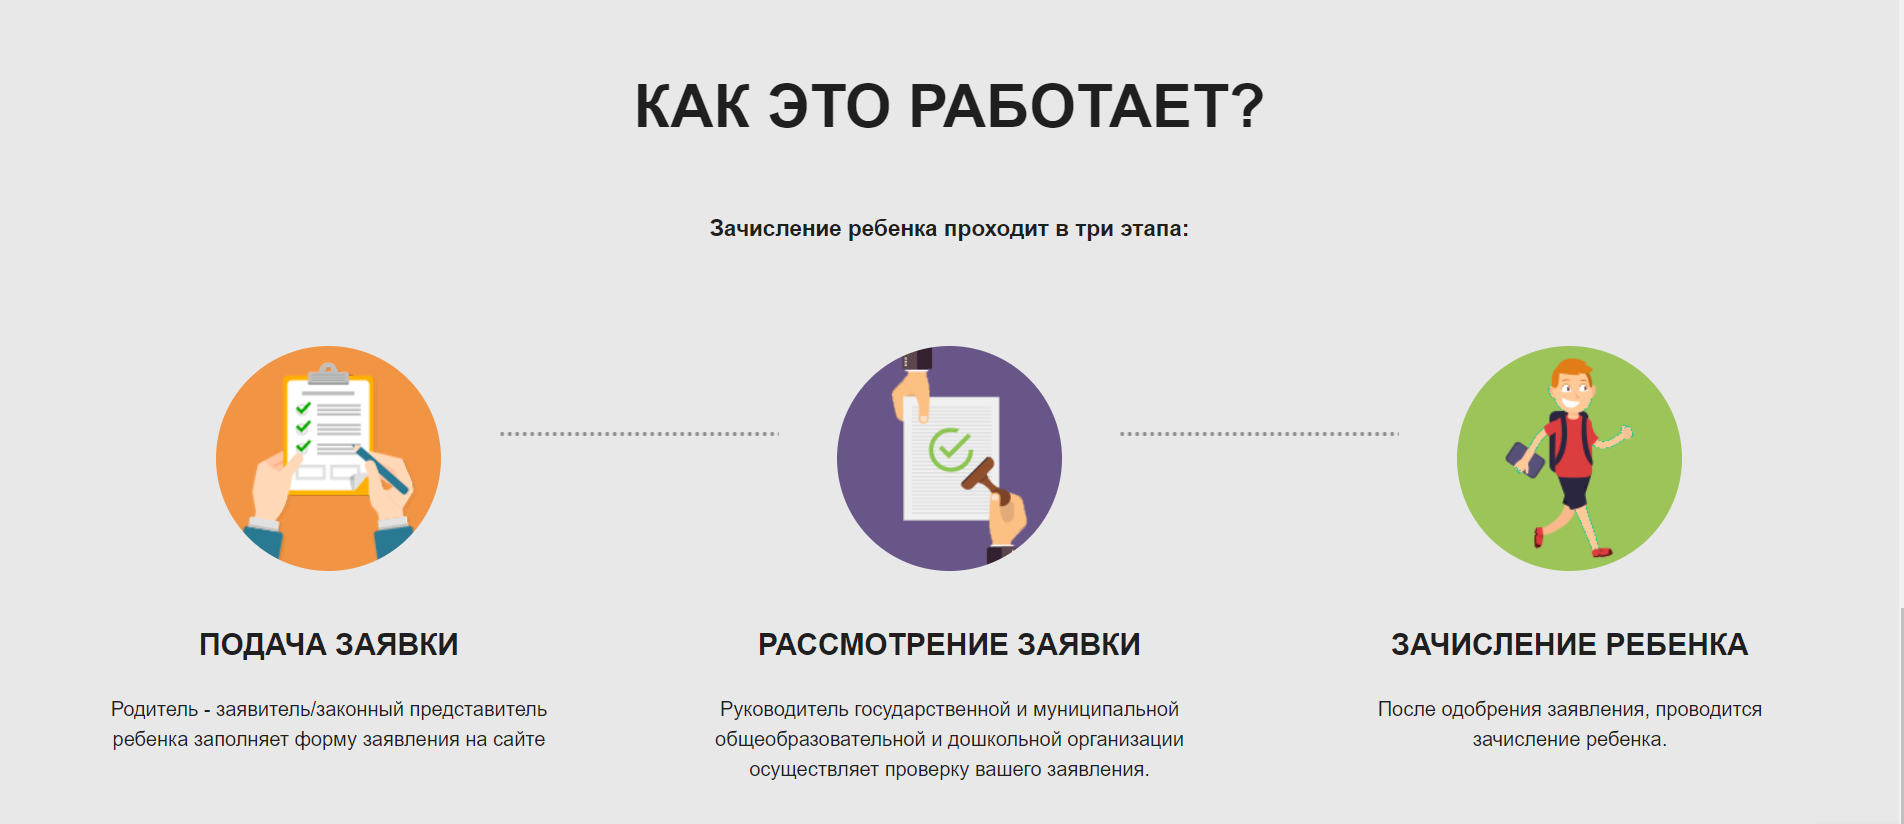 КАК ЭТО РАБОТАЕТ?
Зачисление ребенка проходит в три этапа:
ПОДАЧА ЗАЯВКИ
Родитель - заявитель/законный представитель
ребенка заполняет форму заявления на сайте
РАССМОТРЕНИЕ ЗАЯВКИ
Руководитель государственной и муниципальной
общеобразовательной и дошкольной организации
осуществляет проверку вашего заявления.
ЗАЧИСЛЕНИЕ РЕБЕНКА
После одобрения заявления, проводится
зачисление ребенка.